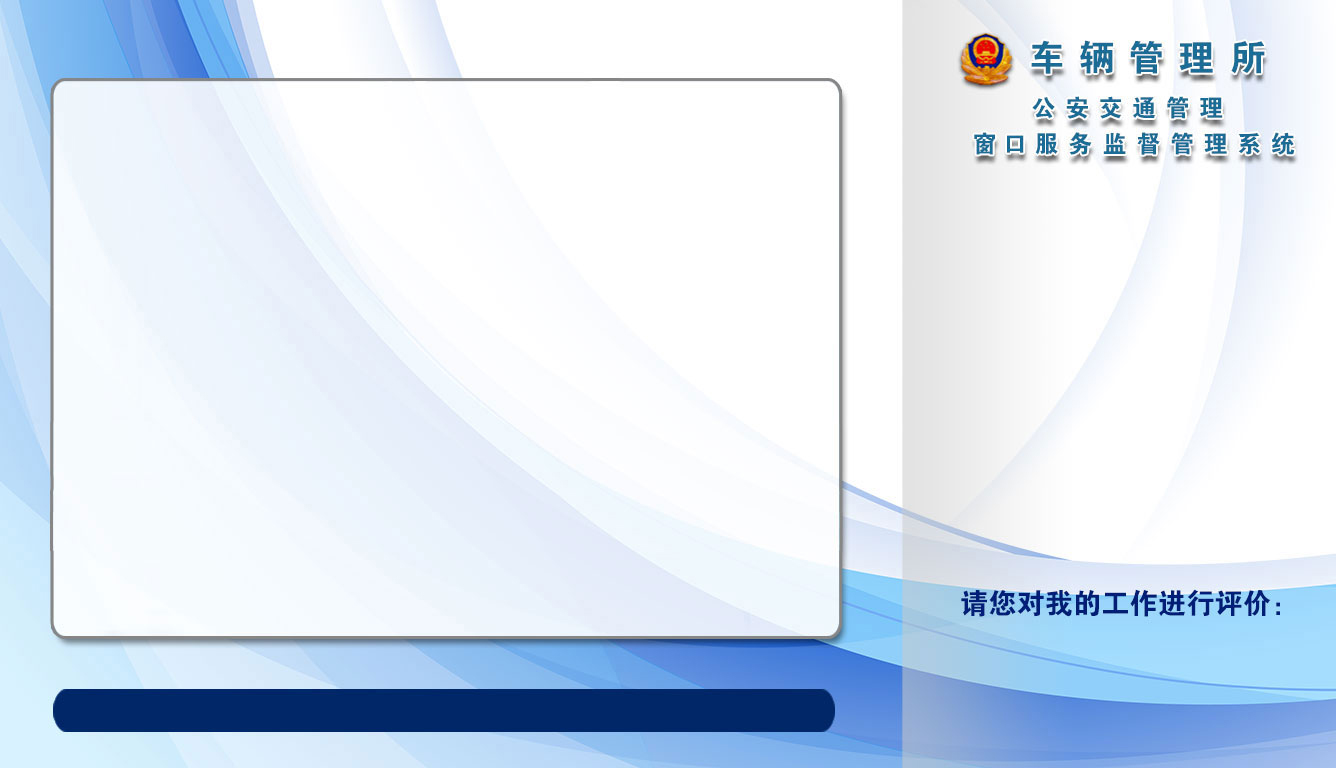 车辆管理所
公安交通管理
窗口服务监督管理系统
请您对我的工作进行评价：